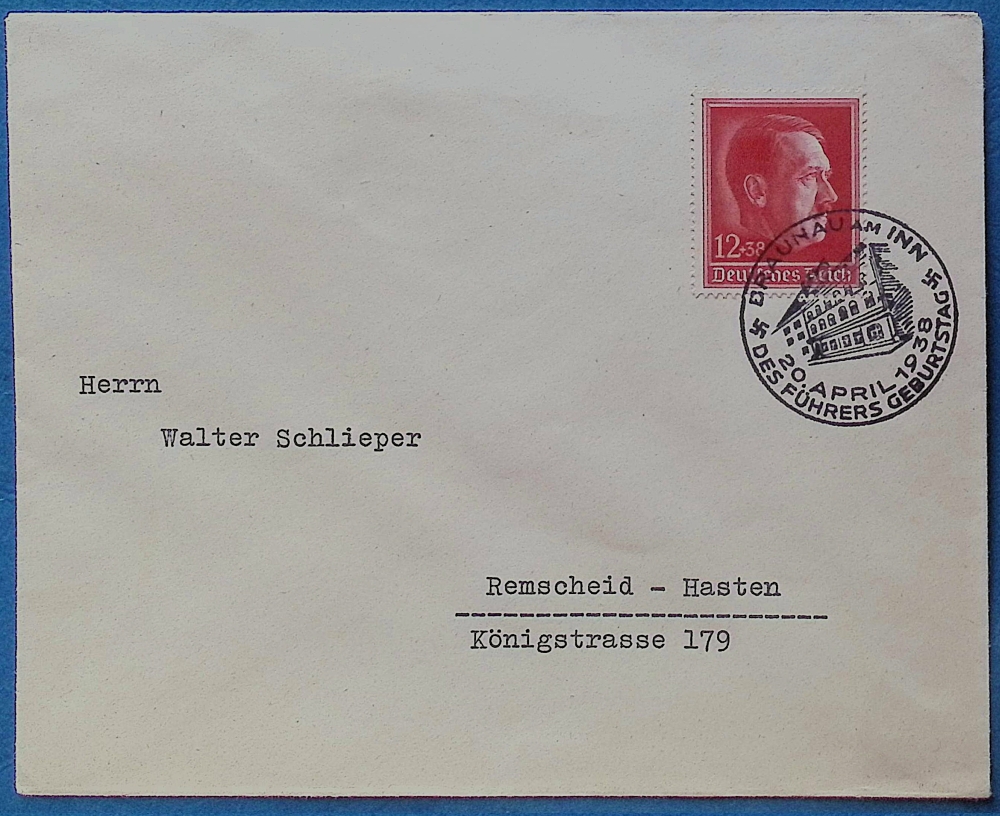 12+38
Deutsches Reich
BRAUNAU AM INN
20. APRIL 1938
DES FÜHRERS GEBURTSTAG
Herrn
Walter Schlieper
Remscheid - Hasten
Königstrasse 179